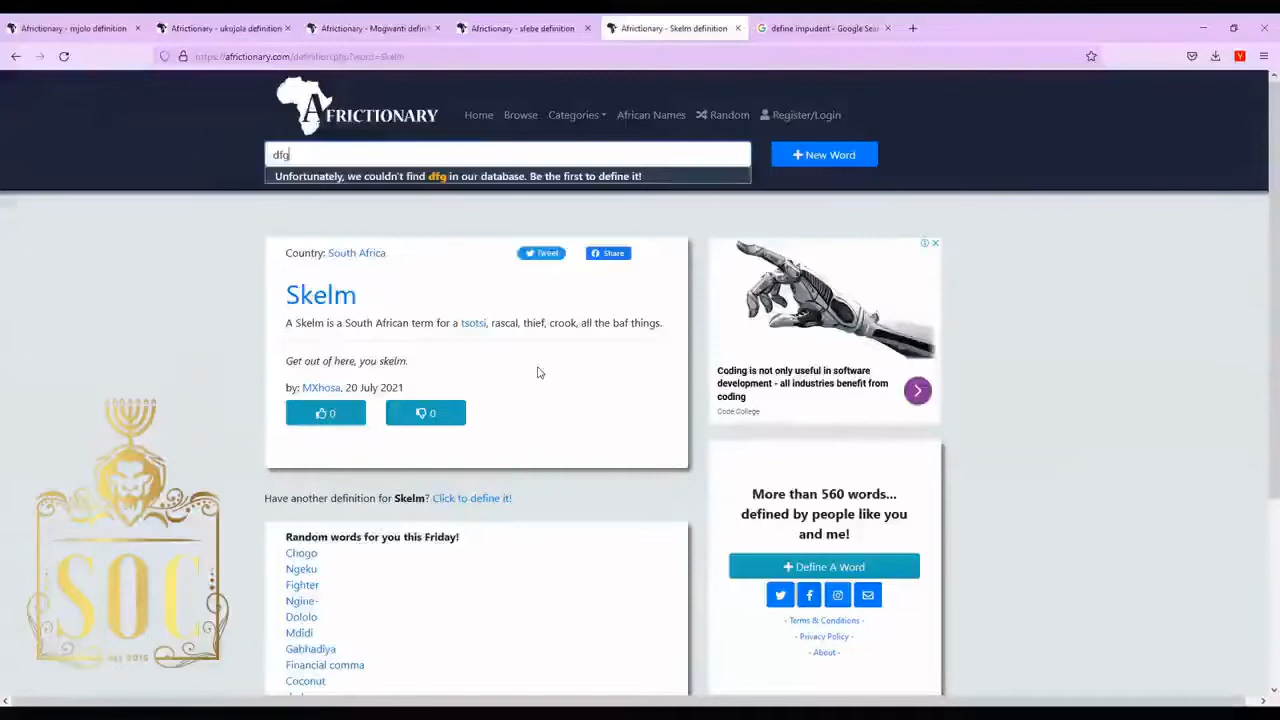 Africtionary - mjolo definition
Africtionary - ukujola definition
Africtionary - Mogwanti defini
Africtionary - sfebe definition
Africtionary - Skelm definition
define impudent - Google Sear
https://africtionary.com/definition.php?word=Skelm
AFRICTIONARY
Home
Browse
Categories
African Names
Random
Register/Login
dfg
New Word
Unfortunately, we couldn't find dfg in our database. Be the first to define it!
Country: South Africa
Tweet
Share
Skelm
A Skelm is a South African term for a tsotsi, rascal, thief, crook, all the baf things.
Get out of here, you skelm.
by: MXhosa, 20 July 2021
0
0
Have another definition for Skelm? Click to define it!
Random words for you this Friday!
Chogo
Ngeku
Fighter
Ngine-
Dololo
Mdidi
Gabhadiya
Financial comma
Coconut
Coding is not only useful in software
development - all industries benefit from
coding
Code College
More than 560 words...
defined by people like you
and me!
Define A Word
- Terms & Conditions -
- Privacy Policy -
- About -
SOC